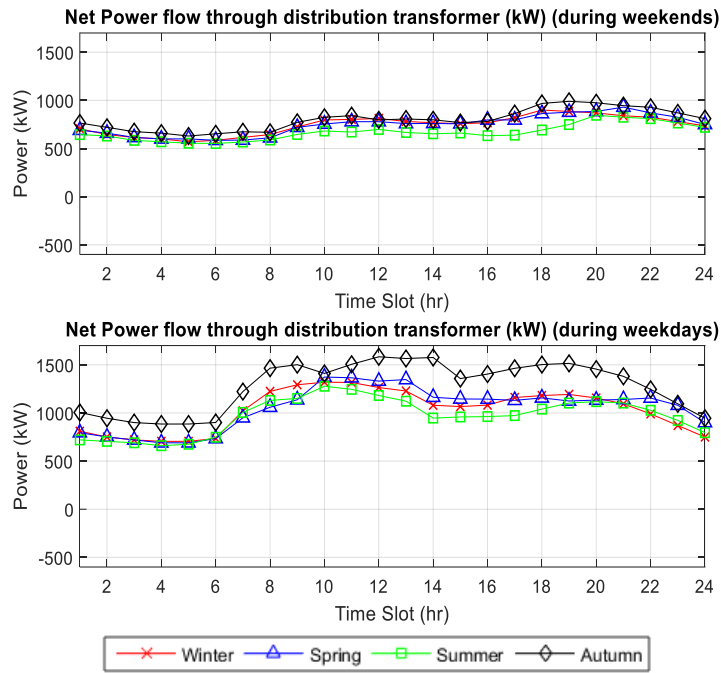 Net Power flow through distribution transformer (kW) (during weekends)
1500
1000
500
0
-500
Power (kW)
2 4 6 8 10 12 14 16 18 20 22 24
Time Slot (hr)
Net Power flow through distribution transformer (kW) (during weekdays)
1500
1000
500
0
-500
Power (kW)
2 4 6 8 10 12 14 16 18 20 22 24
Time Slot (hr)
Winter Spring Summer Autumn